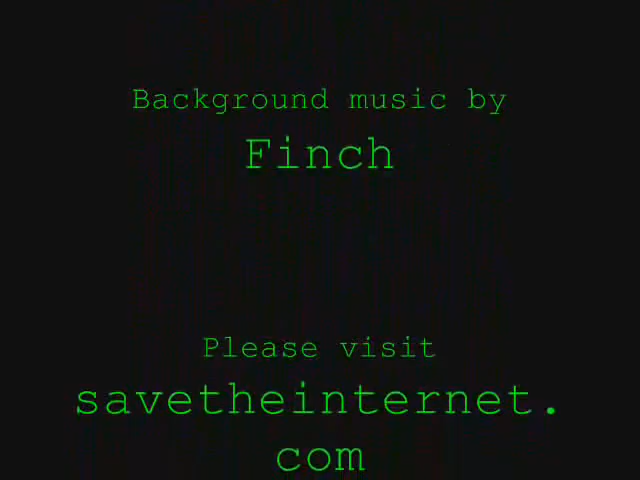 Background music by
Finch
Please visit
savetheinternet.
com